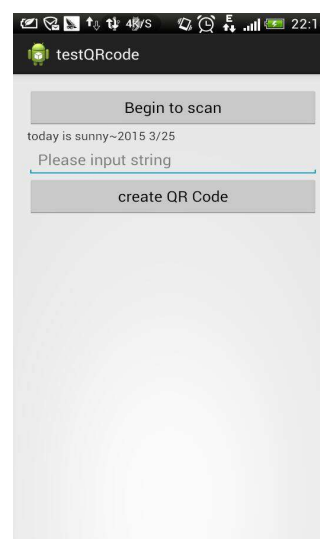 4K/S E 22:1
testQRcode
Begin to scan
today is sunny~2015 3/25
Please input string
create QR Code